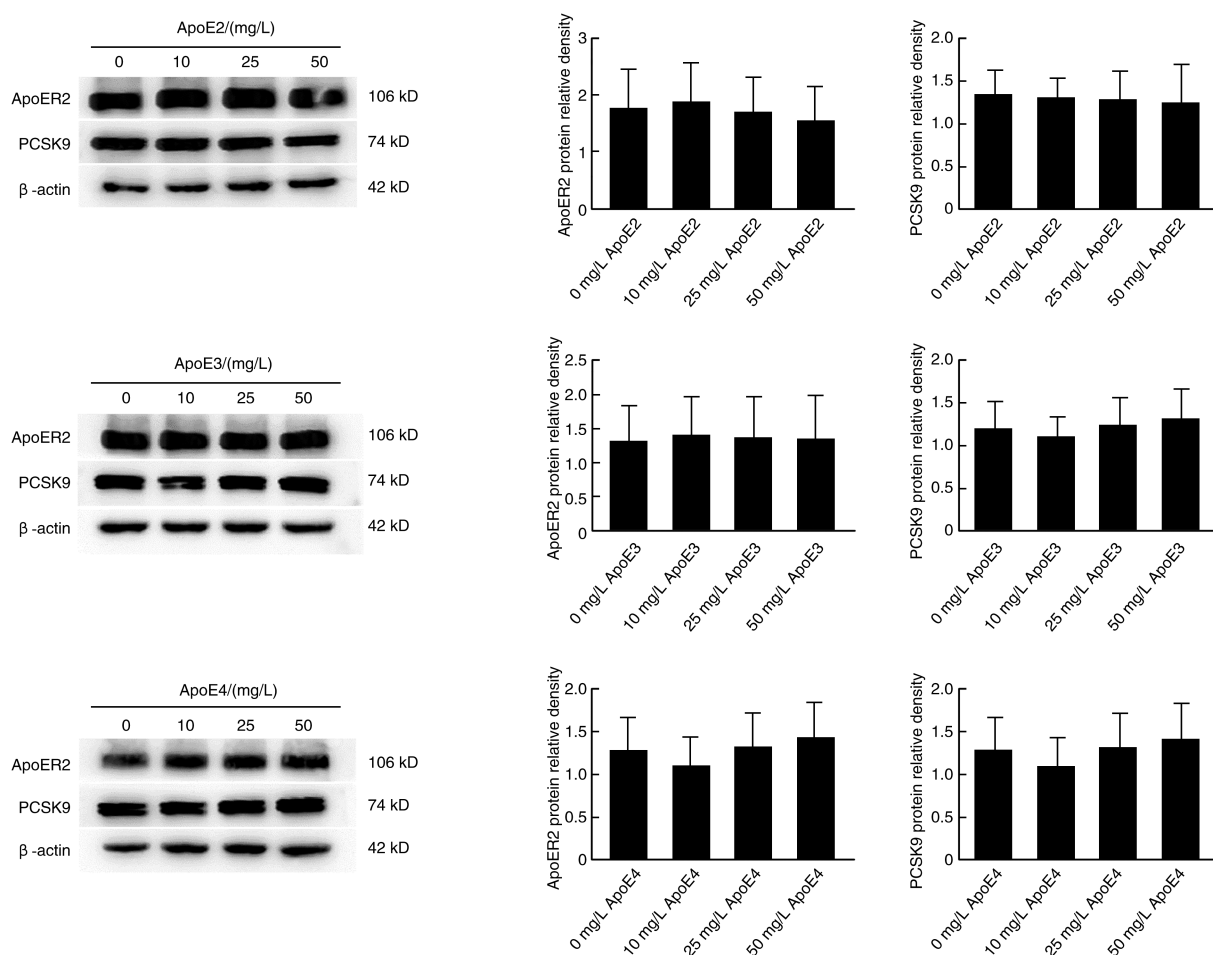 ApoE2/(mg/L)
0 10 25 50
ApoER2 106 kD
PCSK9 74 kD
β-actin 42 kD
ApoER2 protein relative density
3
2
1
0
0 mg/L ApoE2
10 mg/L ApoE2
25 mg/L ApoE2
50 mg/L ApoE2
PCSK9 protein relative density
2.0
1.5
1.0
0.5
0
0 mg/L ApoE2
10 mg/L ApoE2
25 mg/L ApoE2
50 mg/L ApoE2
ApoE3/(mg/L)
0 10 25 50
ApoER2 106 kD
PCSK9 74 kD
β-actin 42 kD
ApoER2 protein relative density
2.5
2.0
1.5
1.0
0.5
0
0 mg/L ApoE3
10 mg/L ApoE3
25 mg/L ApoE3
50 mg/L ApoE3
PCSK9 protein relative density
2.0
1.5
1.0
0.5
0
0 mg/L ApoE3
10 mg/L ApoE3
25 mg/L ApoE3
50 mg/L ApoE3
ApoE4/(mg/L)
0 10 25 50
ApoER2 106 kD
PCSK9 74 kD
β-actin 42 kD
ApoER2 protein relative density
2.0
1.5
1.0
0.5
0
0 mg/L ApoE4
10 mg/L ApoE4
25 mg/L ApoE4
50 mg/L ApoE4
PCSK9 protein relative density
2.0
1.5
1.0
0.5
0
0 mg/L ApoE4
10 mg/L ApoE4
25 mg/L ApoE4
50 mg/L ApoE4